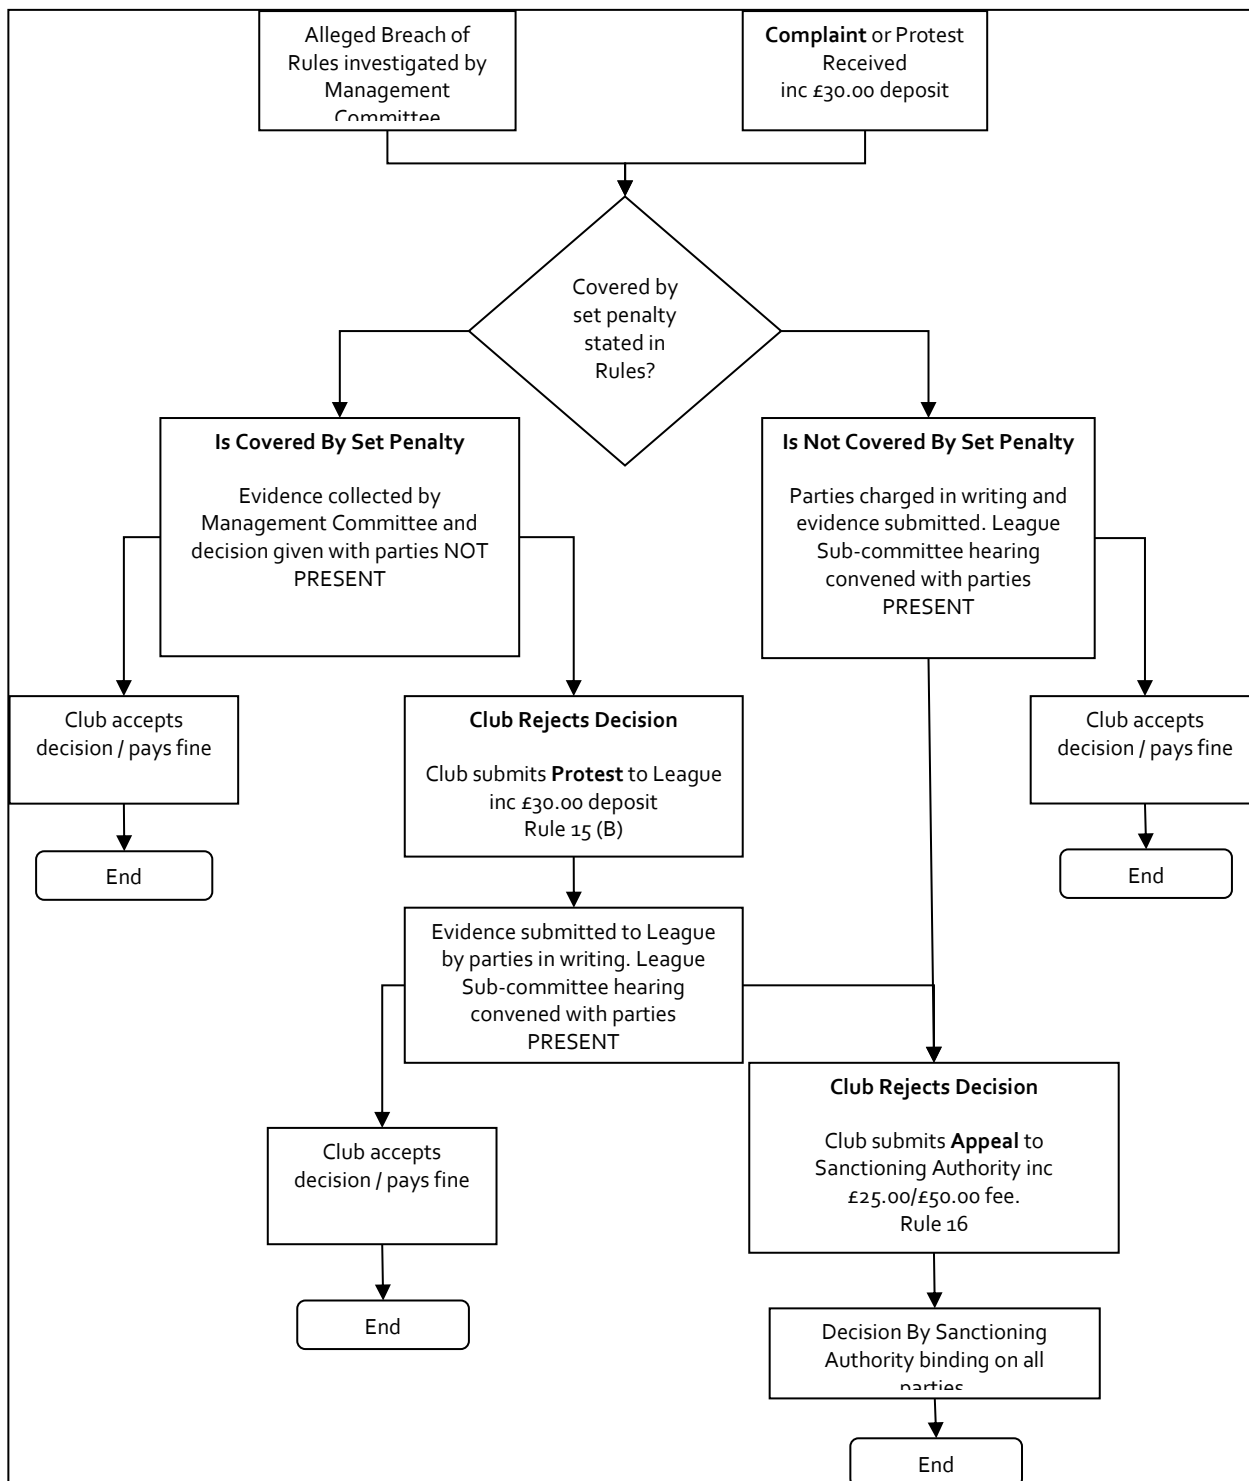 Alleged Breach of
Rules investigated by
Management
Committee
Complaint or Protest
Received
inc £30.00 deposit
Covered by
set penalty
stated in
Rules?
Is Covered By Set Penalty
Evidence collected by
Management Committee and
decision given with parties NOT
PRESENT
Is Not Covered By Set Penalty
Parties charged in writing and
evidence submitted. League
Sub-committee hearing
convened with parties
PRESENT
Club accepts
decision / pays fine
Club Rejects Decision
Club submits Protest to League
inc £30.00 deposit
Rule 15 (B)
Club accepts
decision / pays fine
End
End
Evidence submitted to League
by parties in writing. League
Sub-committee hearing
convened with parties
PRESENT
Club Rejects Decision
Club submits Appeal to
Sanctioning Authority inc
£25.00/£50.00 fee.
Rule 16
Club accepts
decision / pays fine
End
Decision By Sanctioning
Authority binding on all
parties
End